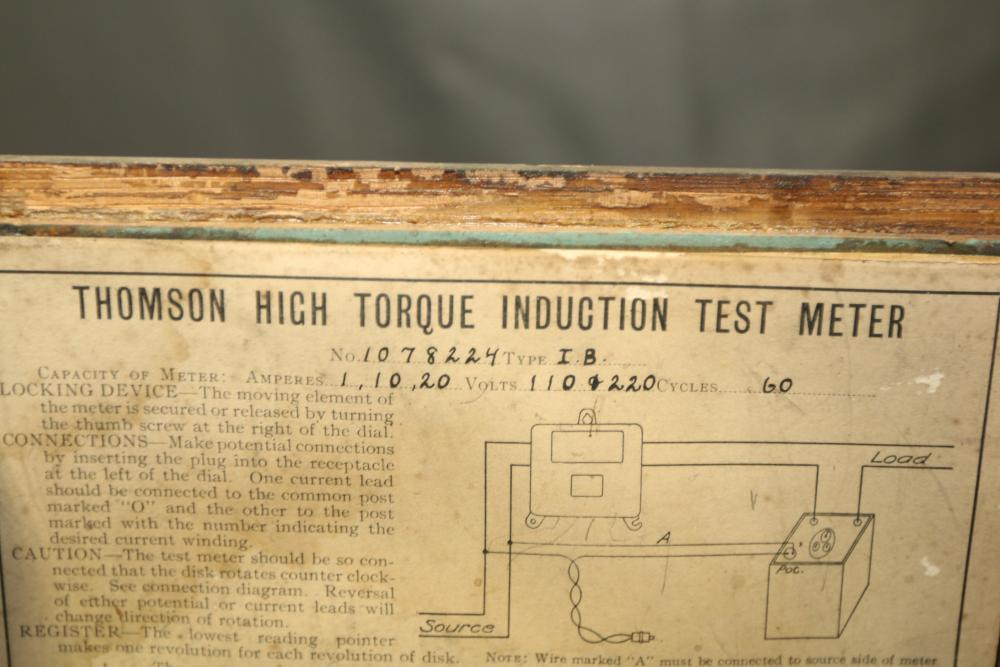 THOMSON HIGH TORQUE INDUCTION TEST METER
No. 1078224 TYPE I.B.
CAPACITY OF METER: AMPERES 1, 10, 20 VOLTS 110 & 220 CYCLES 60
LOCKING DEVICE—The moving element of
the meter is secured or released by turning
the thumb screw at the right of the dial.
CONNECTIONS—Make potential connections
by inserting the plug into the receptacle
at the left of the dial. One current lead
should be connected to the common post
marked "O" and the other to the post
marked with the number indicating the
desired current winding.
CAUTION—The test meter should be so con-
nected that the disk rotates counter clock-
wise. See connection diagram. Reversal
of either potential or current leads will
change direction of rotation.
REGISTER—The lowest reading pointer
makes one revolution for each revolution of disk.
Load
A
Pot.
Source
NOTE: Wire marked "A" must be connected to source side of meter